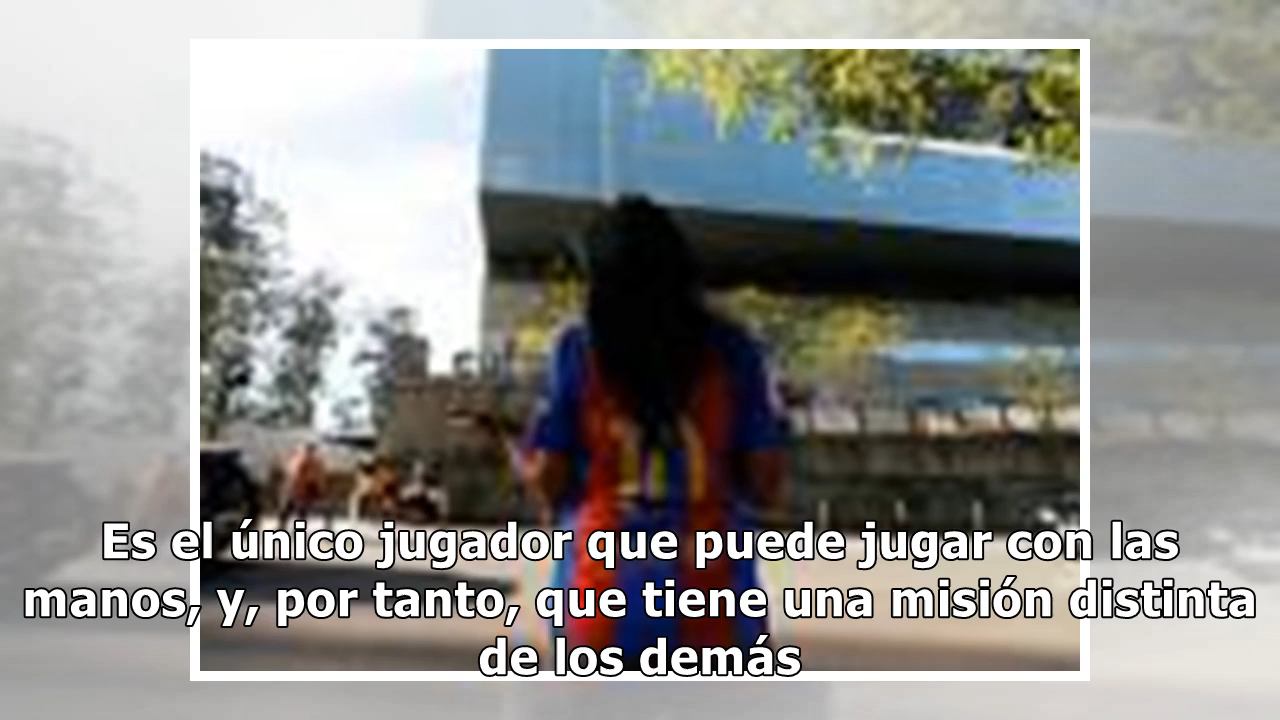 Es el único jugador que puede jugar con las
manos, y, por tanto, que tiene una misión distinta
de los demás